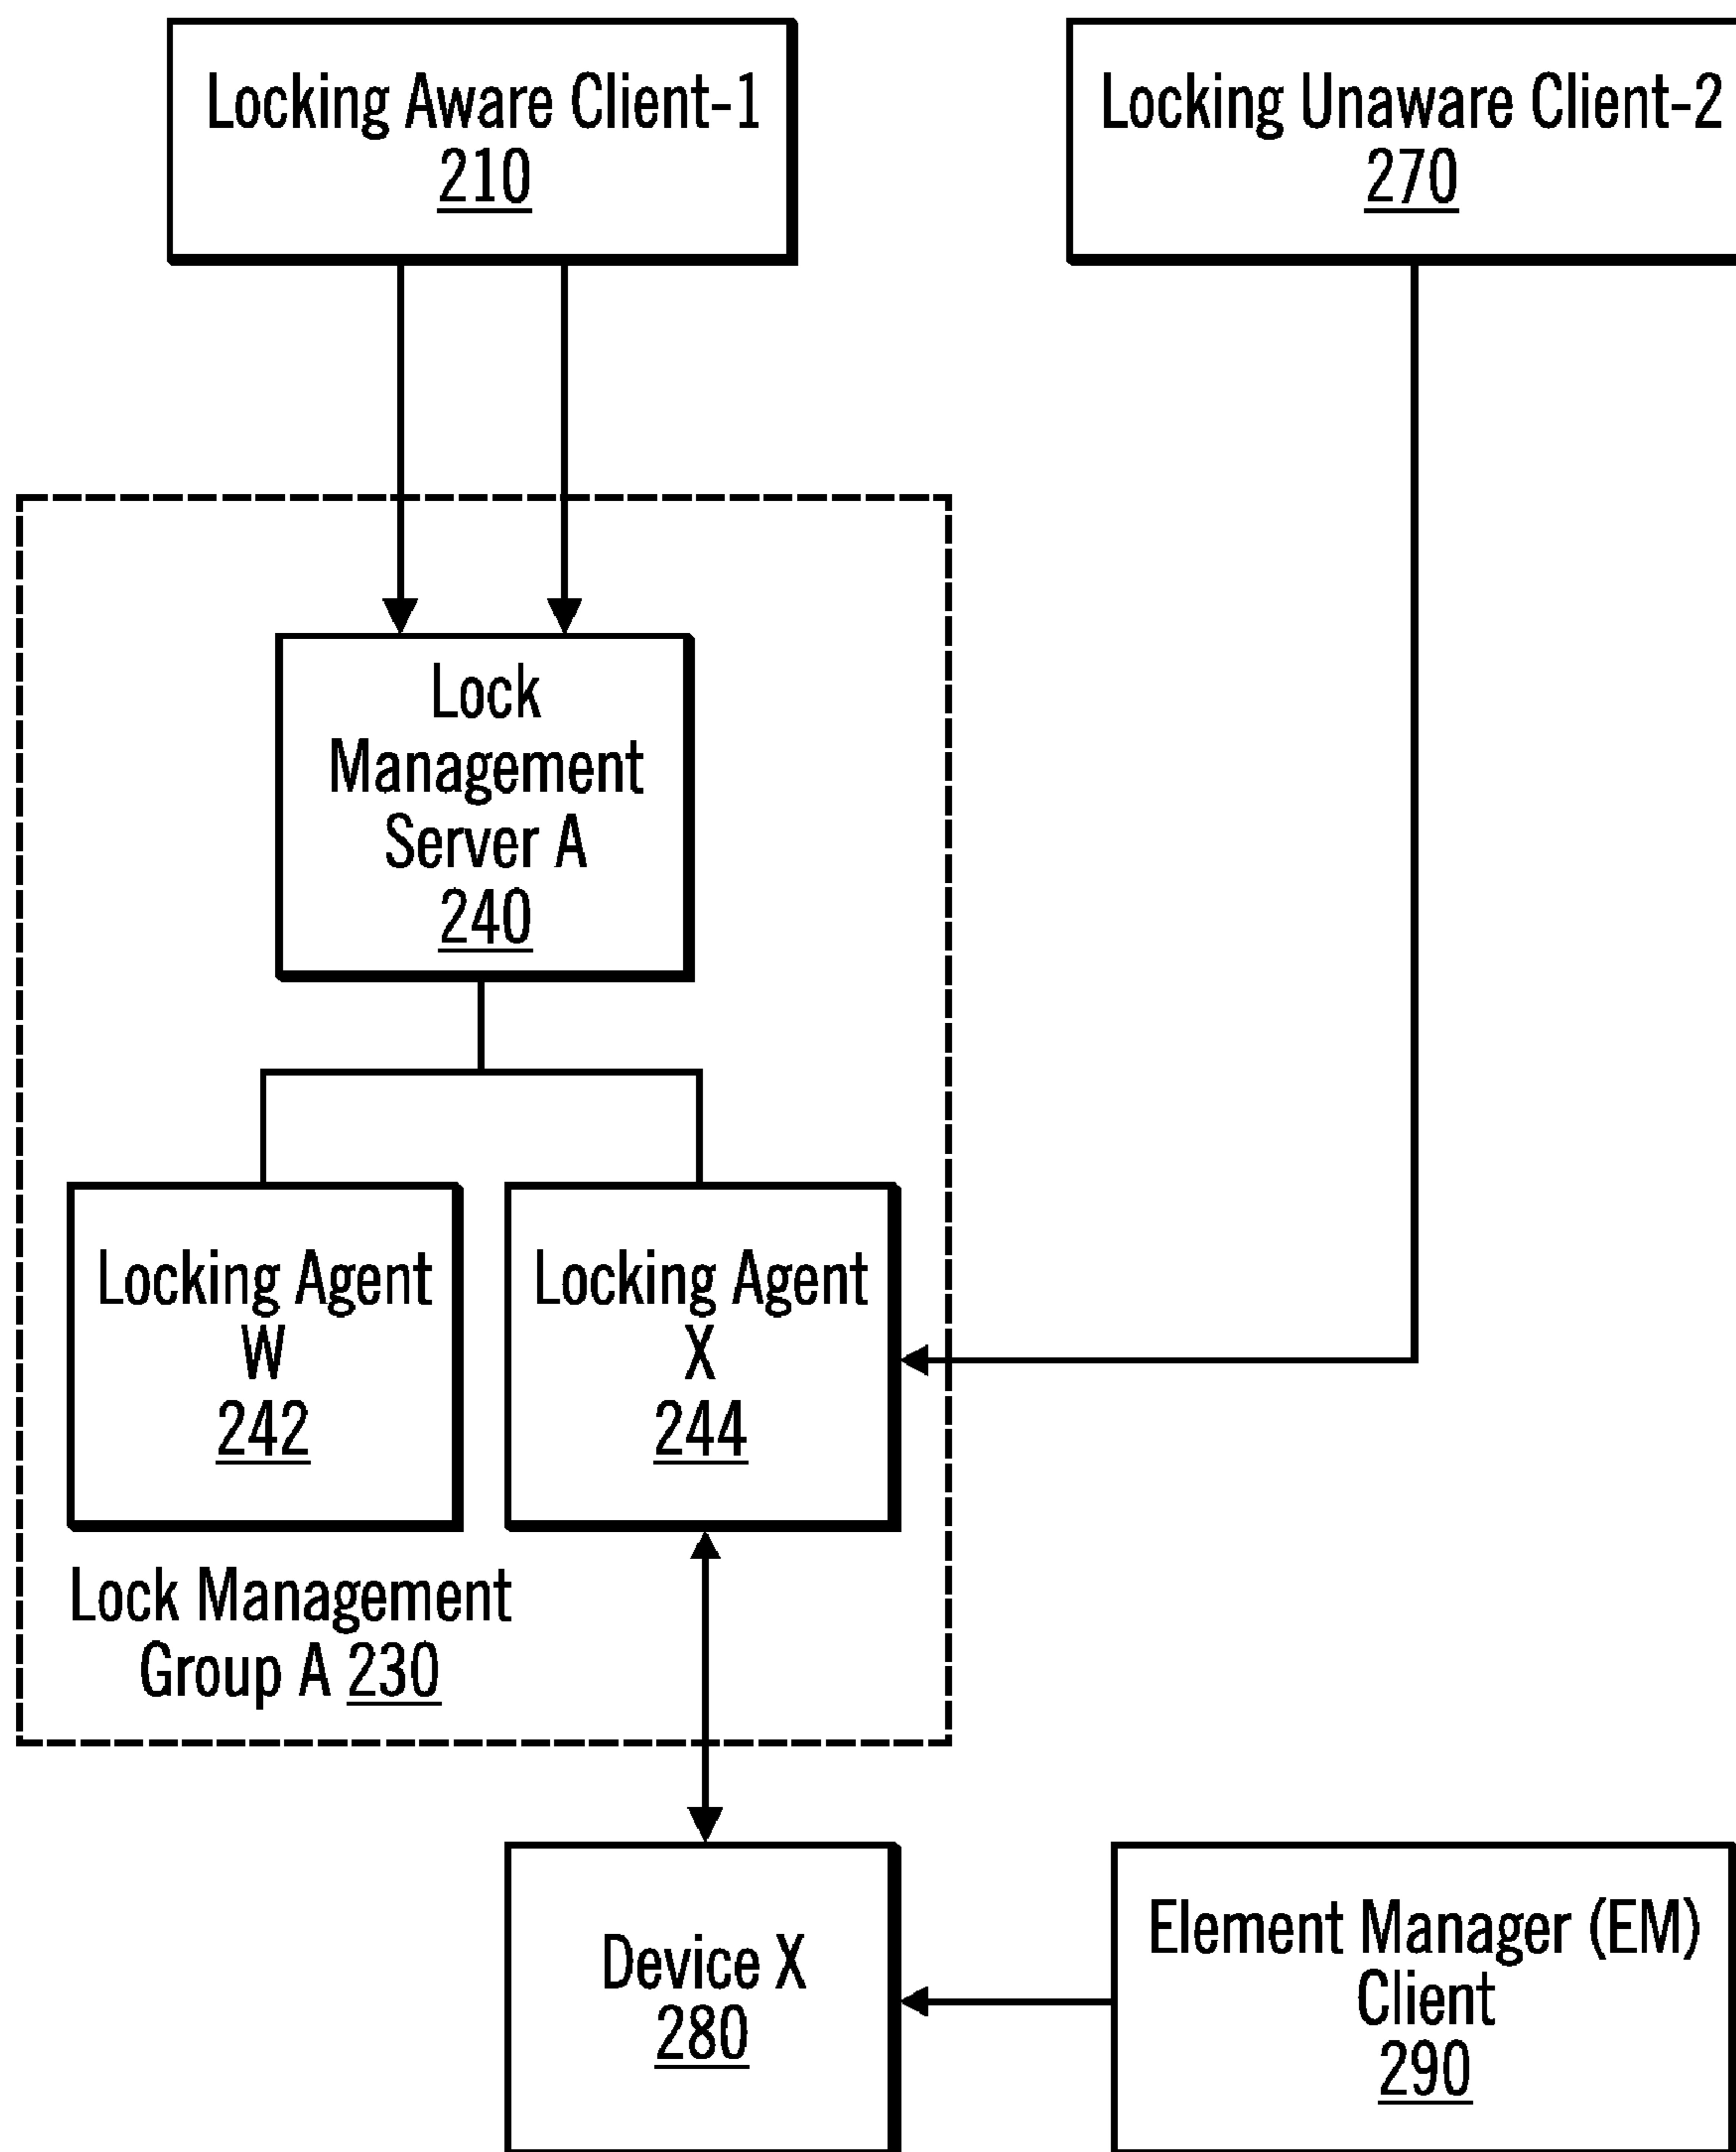 Locking Aware Client-1
210
Locking Unaware Client-2
270
Lock
Management
Server A
240
Locking Agent
W
242
Locking Agent
X
244
Lock Management
Group A 230
Device X
280
Element Manager (EM)
Client
290